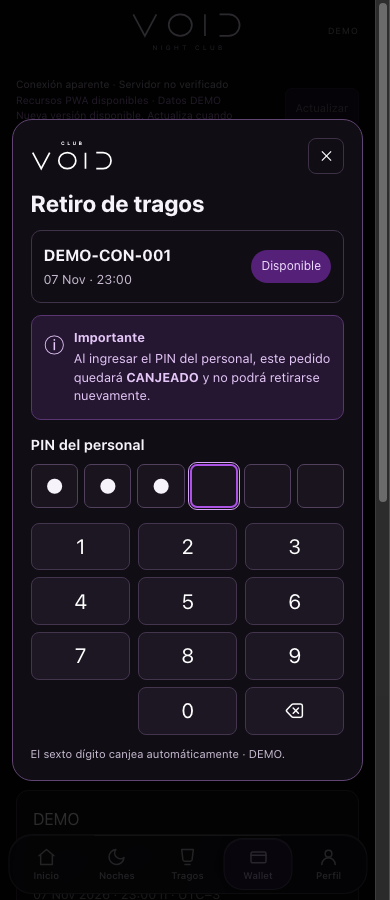 VOID
NIGHT CLUB
DEMO
Conexión aparente · Servidor no verificado
Recursos PWA disponibles · Datos DEMO
Nueva versión disponible. Actualiza cuando
Actualizar
CLUB
VOID
Retiro de tragos
DEMO-CON-001
07 Nov · 23:00
Disponible
Importante
Al ingresar el PIN del personal, este pedido
quedará CANJEADO y no podrá retirarse
nuevamente.
PIN del personal
1 2 3
4 5 6
7 8 9
0
El sexto dígito canjea automáticamente · DEMO.
DEMO
Inicio Noches Tragos Wallet Perfil